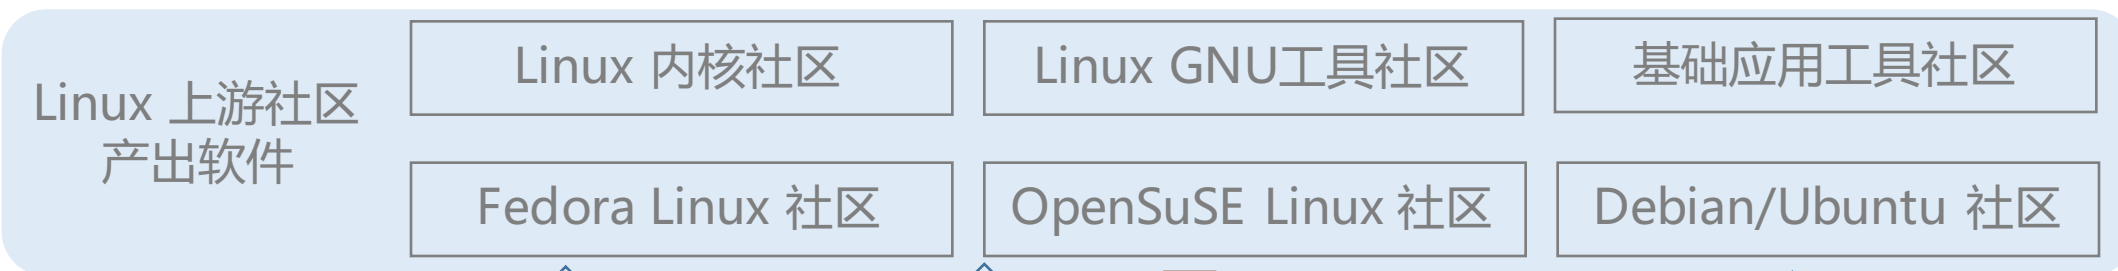 Linux 上游社区
产出软件
Linux 内核社区
Linux GNU工具社区
基础应用工具社区
Fedora Linux 社区
OpenSuSE Linux 社区
Debian/Ubuntu 社区